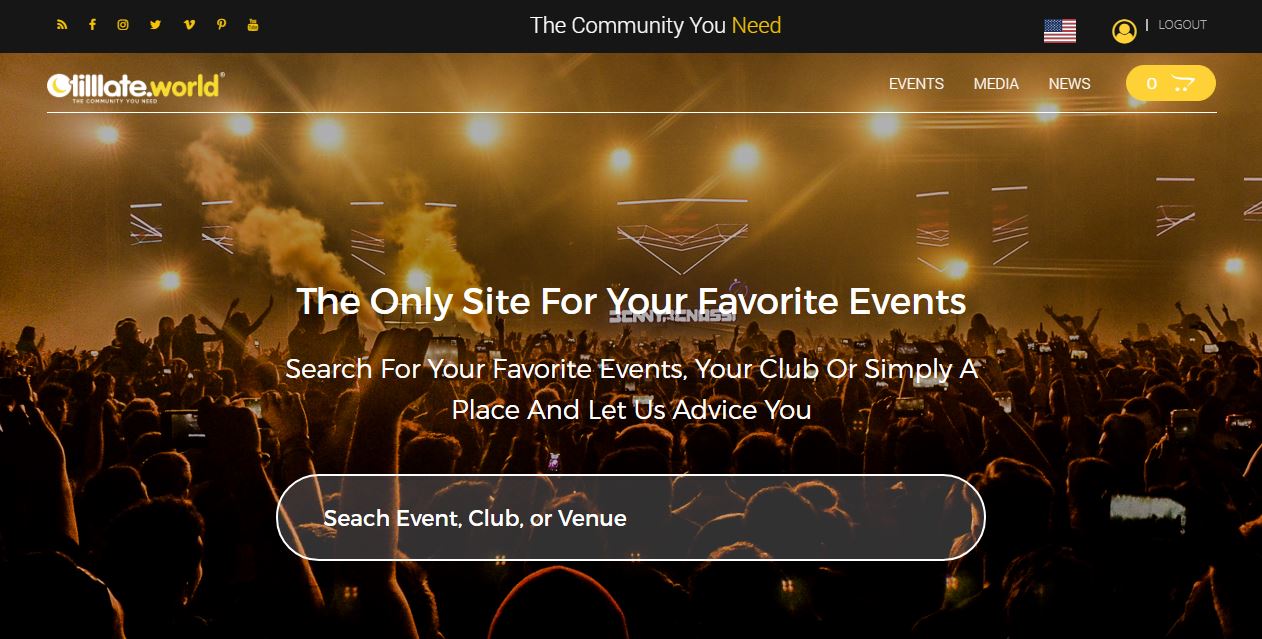 The Community You Need
| LOGOUT
tilllate.world®
THE COMMUNITY YOU NEED
EVENTS MEDIA NEWS 0
The Only Site For Your Favorite Events
BENNY BENASSI
Search For Your Favorite Events, Your Club Or Simply A
Place And Let Us Advice You
Seach Event, Club, or Venue